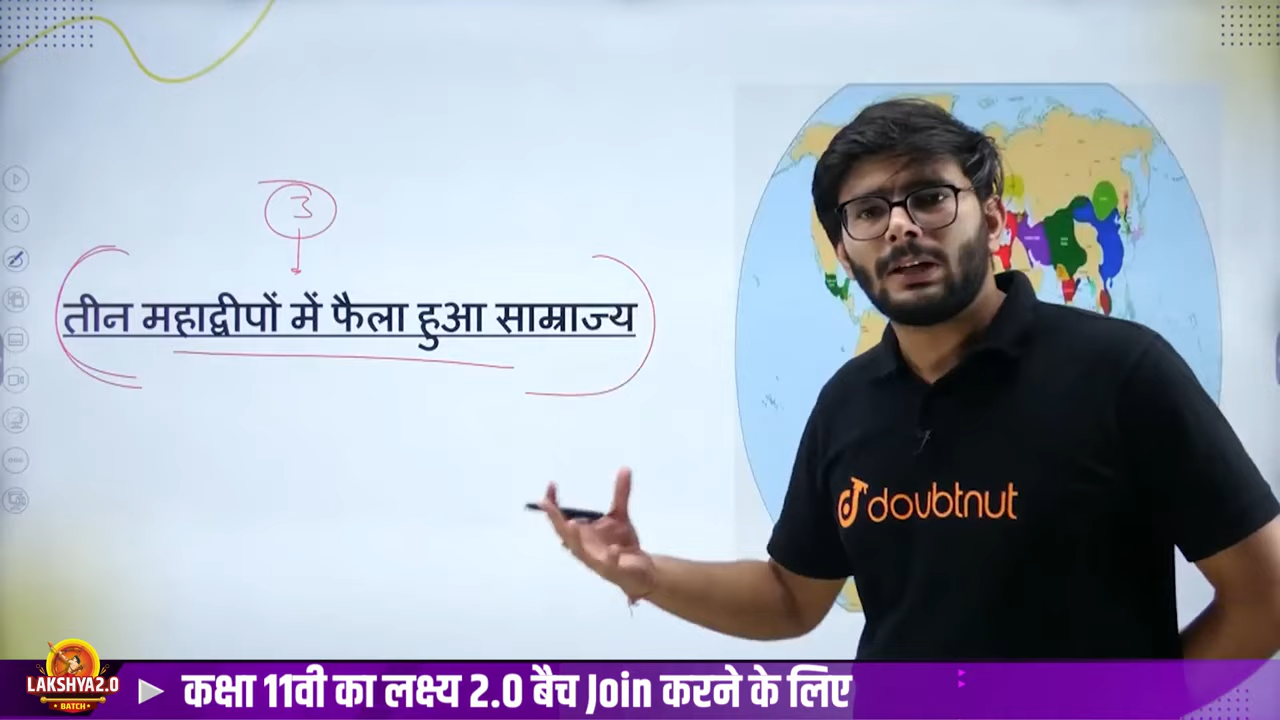 3
तीन महाद्वीपों में फैला हुआ साम्राज्य
doubtnut
LAKSHYA2.0
BATCH
कक्षा 11वी का लक्ष्य 2.0 बैच Join करने के लिए